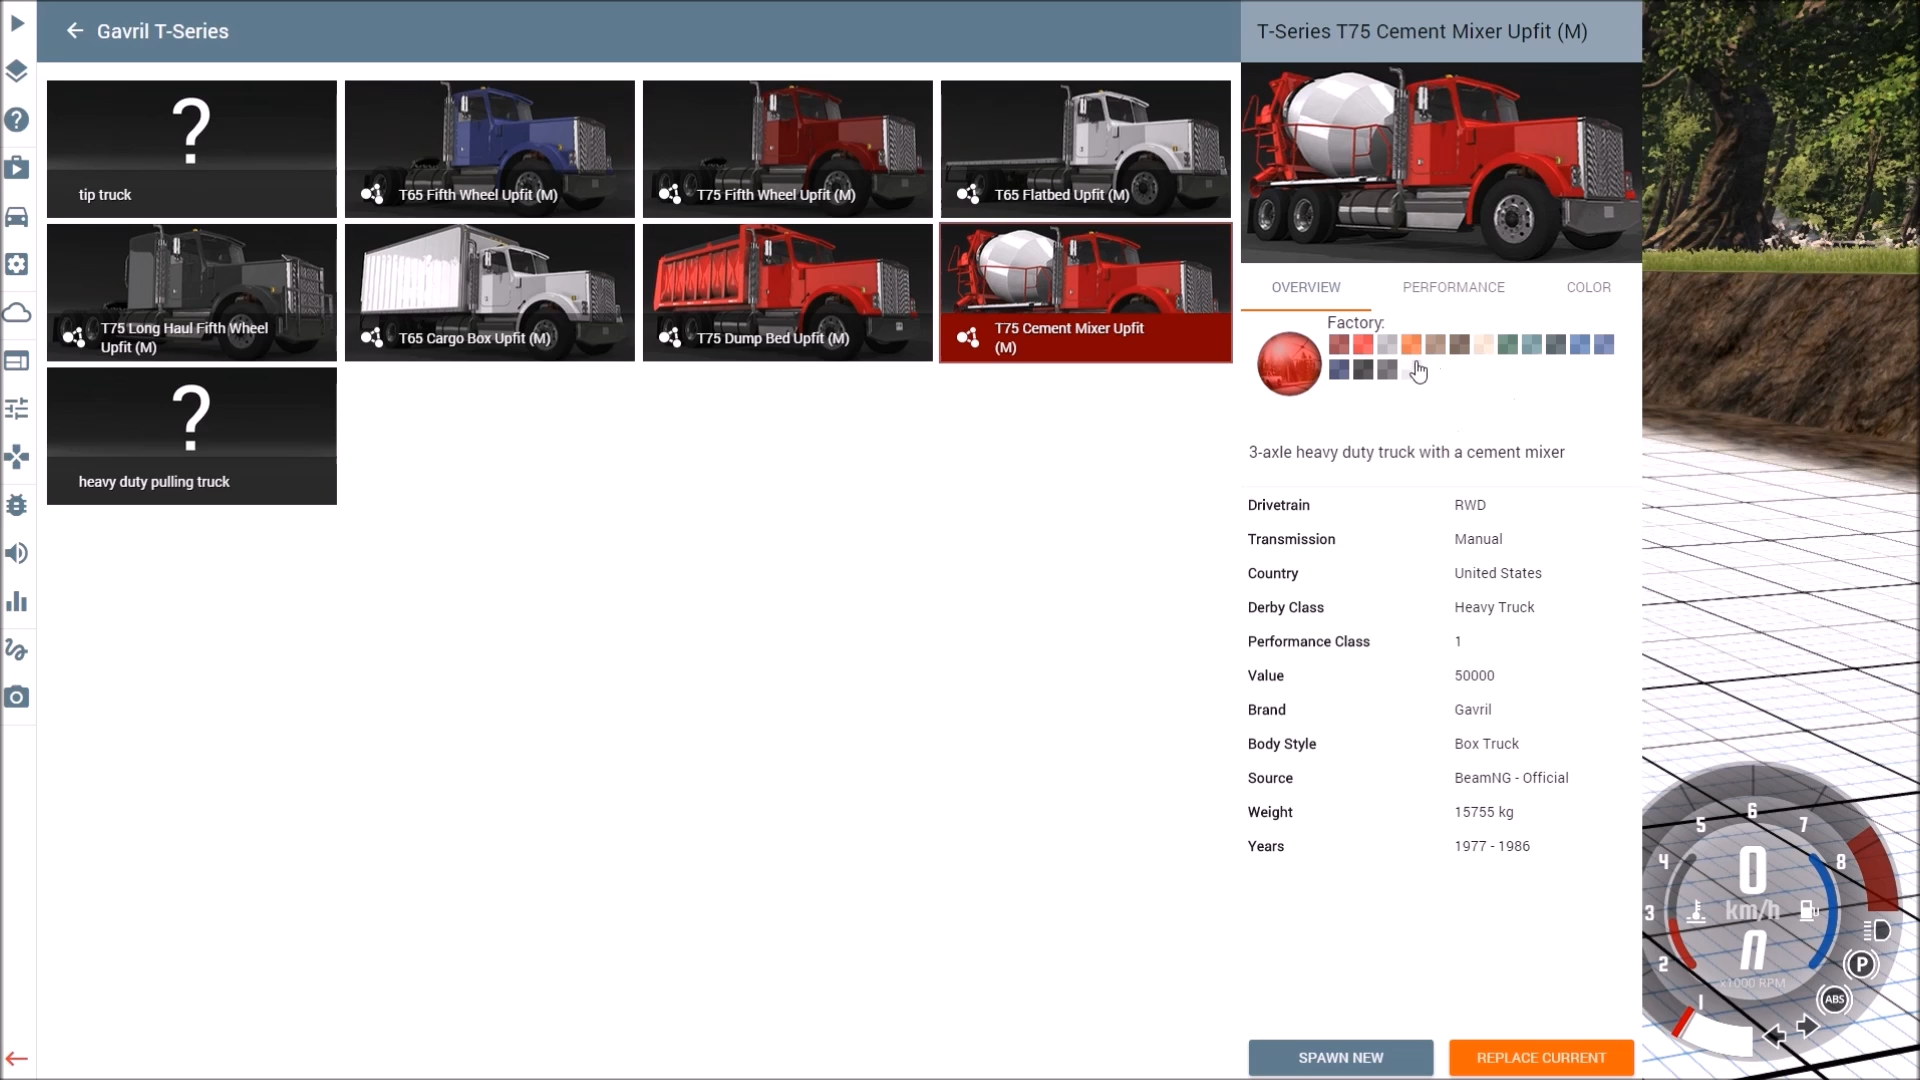 Gavril T-Series
T-Series T75 Cement Mixer Upfit (M)
?
tip truck
T65 Fifth Wheel Upfit (M)
T75 Fifth Wheel Upfit (M)
T65 Flatbed Upfit (M)
T75 Long Haul Fifth Wheel
Upfit (M)
T65 Cargo Box Upfit (M)
T75 Dump Bed Upfit (M)
T75 Cement Mixer Upfit
(M)
?
heavy duty pulling truck
OVERVIEW
PERFORMANCE
COLOR
Factory:
3-axle heavy duty truck with a cement mixer
Drivetrain RWD
Transmission Manual
Country United States
Derby Class Heavy Truck
Performance Class 1
Value 50000
Brand Gavril
Body Style Box Truck
Source BeamNG - Official
Weight 15755 kg
Years 1977 - 1986
SPAWN NEW
REPLACE CURRENT
1
2
3
4
5
6
7
8
0
km/h
n
x1000 RPM
P
ABS